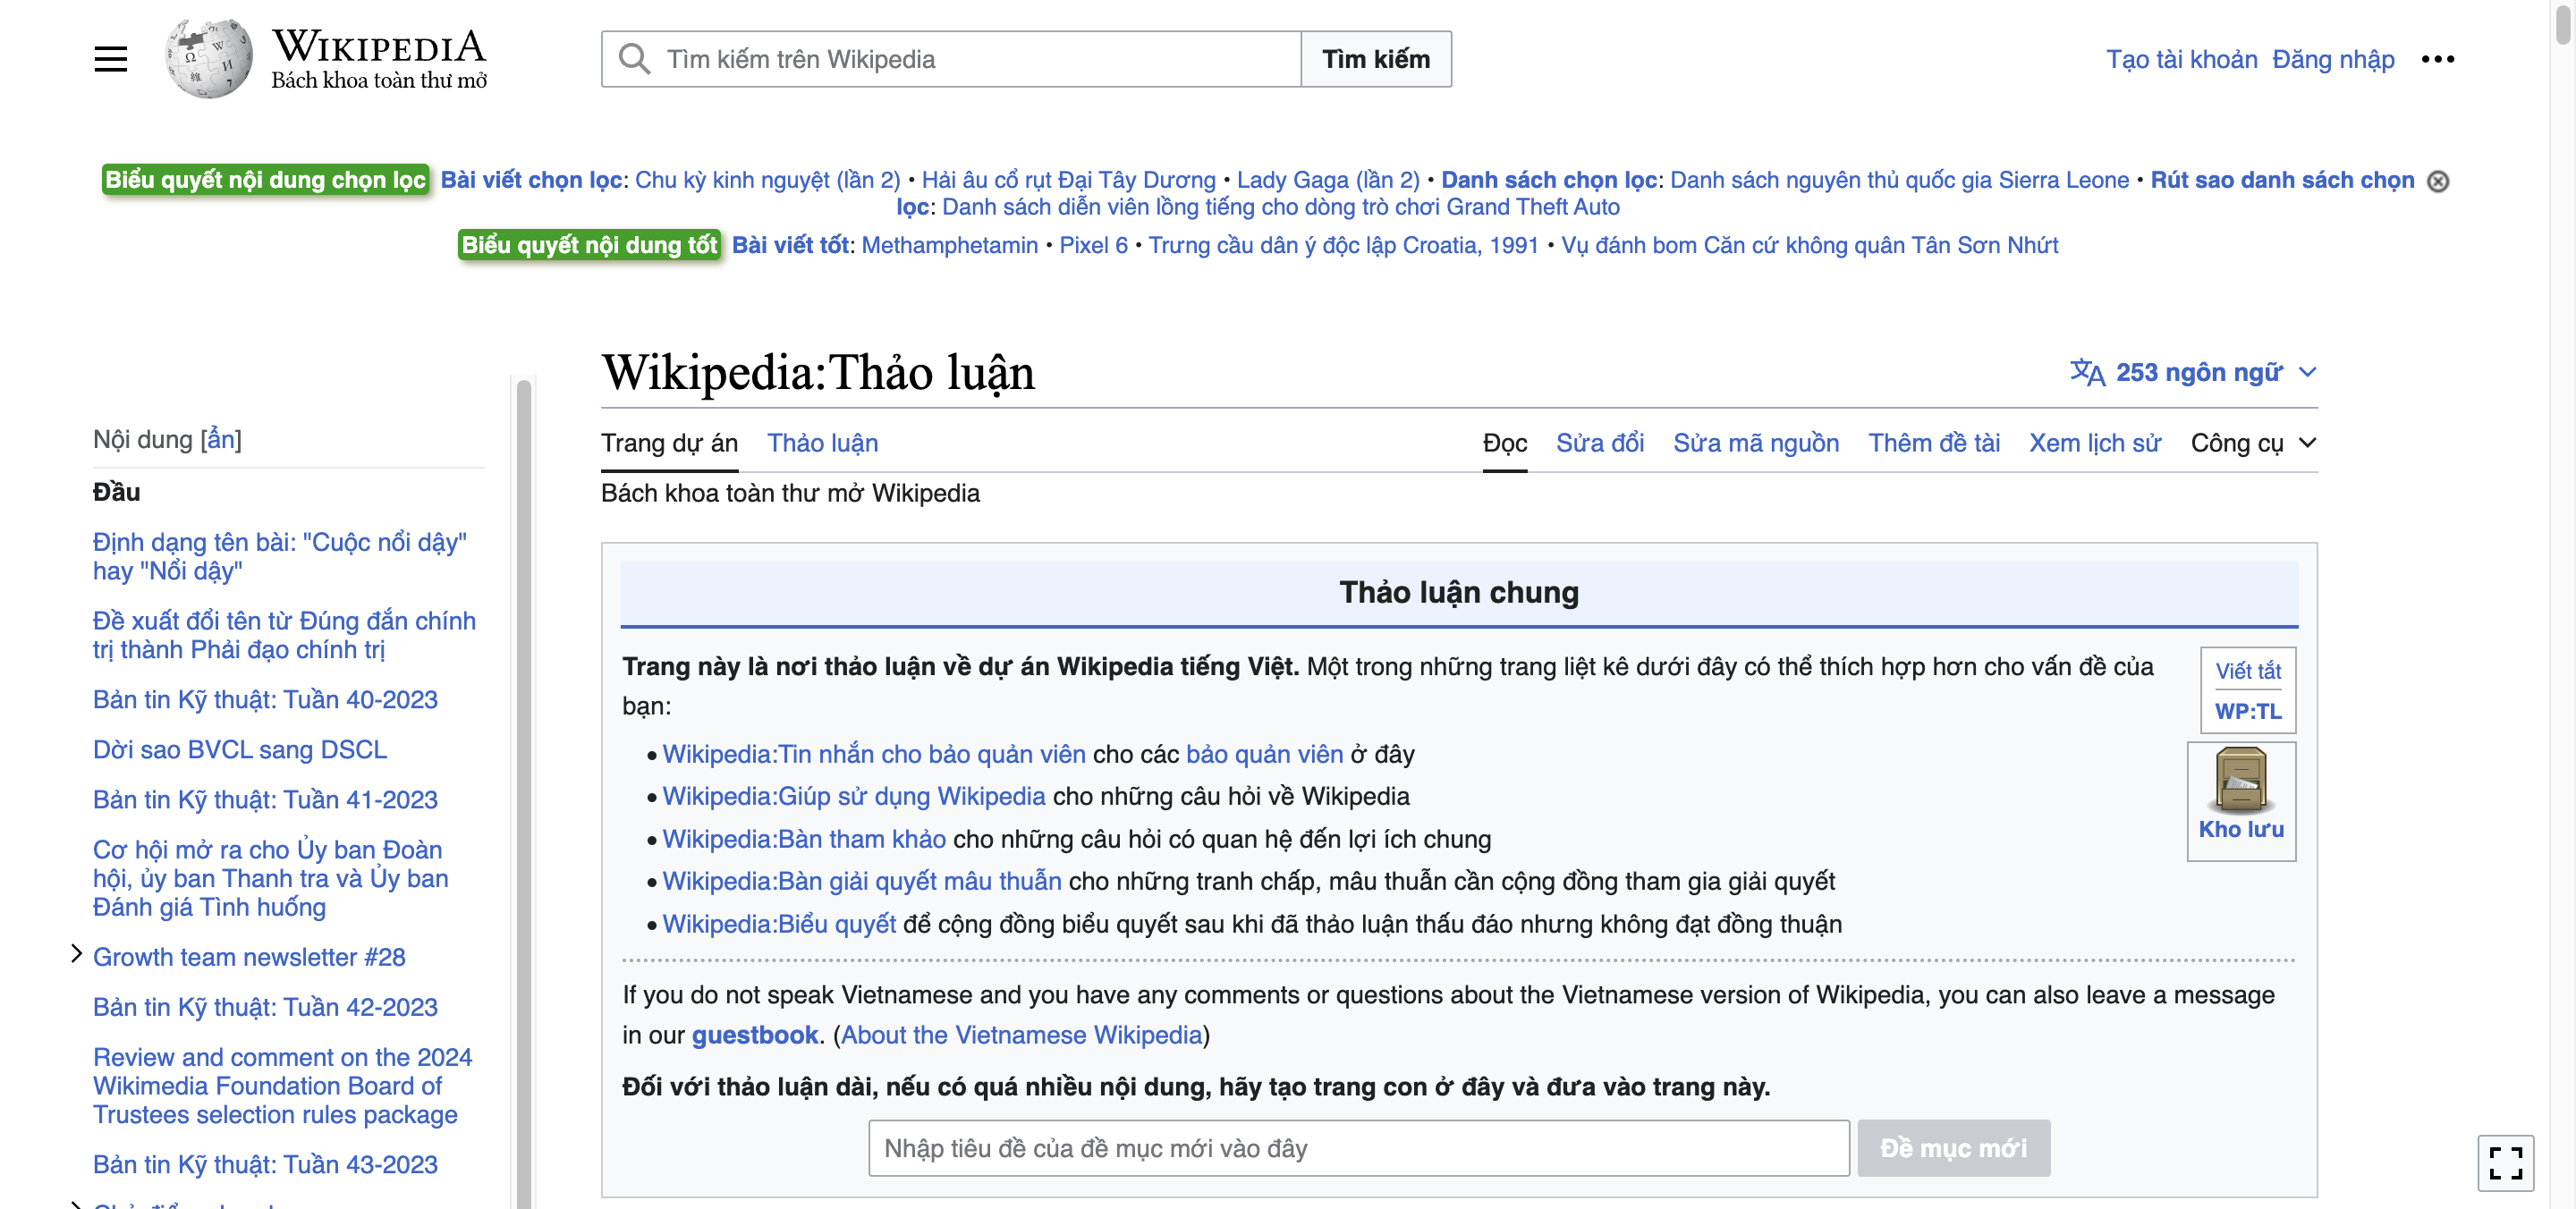 WIKIPEDIA
Bách khoa toàn thư mở
Tìm kiếm trên Wikipedia
Tìm kiếm
Tạo tài khoản Đăng nhập
Biểu quyết nội dung chọn lọc Bài viết chọn lọc: Chu kỳ kinh nguyệt (lần 2) • Hải âu cổ rụt Đại Tây Dương • Lady Gaga (lần 2) • Danh sách chọn lọc: Danh sách nguyên thủ quốc gia Sierra Leone • Rút sao danh sách chọn
lọc: Danh sách diễn viên lồng tiếng cho dòng trò chơi Grand Theft Auto
Biểu quyết nội dung tốt Bài viết tốt: Methamphetamin • Pixel 6 • Trưng cầu dân ý độc lập Croatia, 1991 • Vụ đánh bom Căn cứ không quân Tân Sơn Nhứt
Nội dung [ẩn]
Đầu
Định dạng tên bài: "Cuộc nổi dậy"
hay "Nổi dậy"
Đề xuất đổi tên từ Đúng đắn chính
trị thành Phải đạo chính trị
Bản tin Kỹ thuật: Tuần 40-2023
Dời sao BVCL sang DSCL
Bản tin Kỹ thuật: Tuần 41-2023
Cơ hội mở ra cho Ủy ban Đoàn
hội, ủy ban Thanh tra và Ủy ban
Đánh giá Tình huống
Growth team newsletter #28
Bản tin Kỹ thuật: Tuần 42-2023
Review and comment on the 2024
Wikimedia Foundation Board of
Trustees selection rules package
Bản tin Kỹ thuật: Tuần 43-2023
Wikipedia:Thảo luận
253 ngôn ngữ
Trang dự án Thảo luận
Đọc Sửa đổi Sửa mã nguồn Thêm đề tài Xem lịch sử Công cụ
Bách khoa toàn thư mở Wikipedia
Thảo luận chung
Trang này là nơi thảo luận về dự án Wikipedia tiếng Việt. Một trong những trang liệt kê dưới đây có thể thích hợp hơn cho vấn đề của
bạn:
Viết tắt
WP:TL
Kho lưu
• Wikipedia:Tin nhắn cho bảo quản viên cho các bảo quản viên ở đây
• Wikipedia:Giúp sử dụng Wikipedia cho những câu hỏi về Wikipedia
• Wikipedia:Bàn tham khảo cho những câu hỏi có quan hệ đến lợi ích chung
• Wikipedia:Bàn giải quyết mâu thuẫn cho những tranh chấp, mâu thuẫn cần cộng đồng tham gia giải quyết
• Wikipedia:Biểu quyết để cộng đồng biểu quyết sau khi đã thảo luận thấu đáo nhưng không đạt đồng thuận
If you do not speak Vietnamese and you have any comments or questions about the Vietnamese version of Wikipedia, you can also leave a message
in our guestbook. (About the Vietnamese Wikipedia)
Đối với thảo luận dài, nếu có quá nhiều nội dung, hãy tạo trang con ở đây và đưa vào trang này.
Nhập tiêu đề của đề mục mới vào đây
Đề mục mới